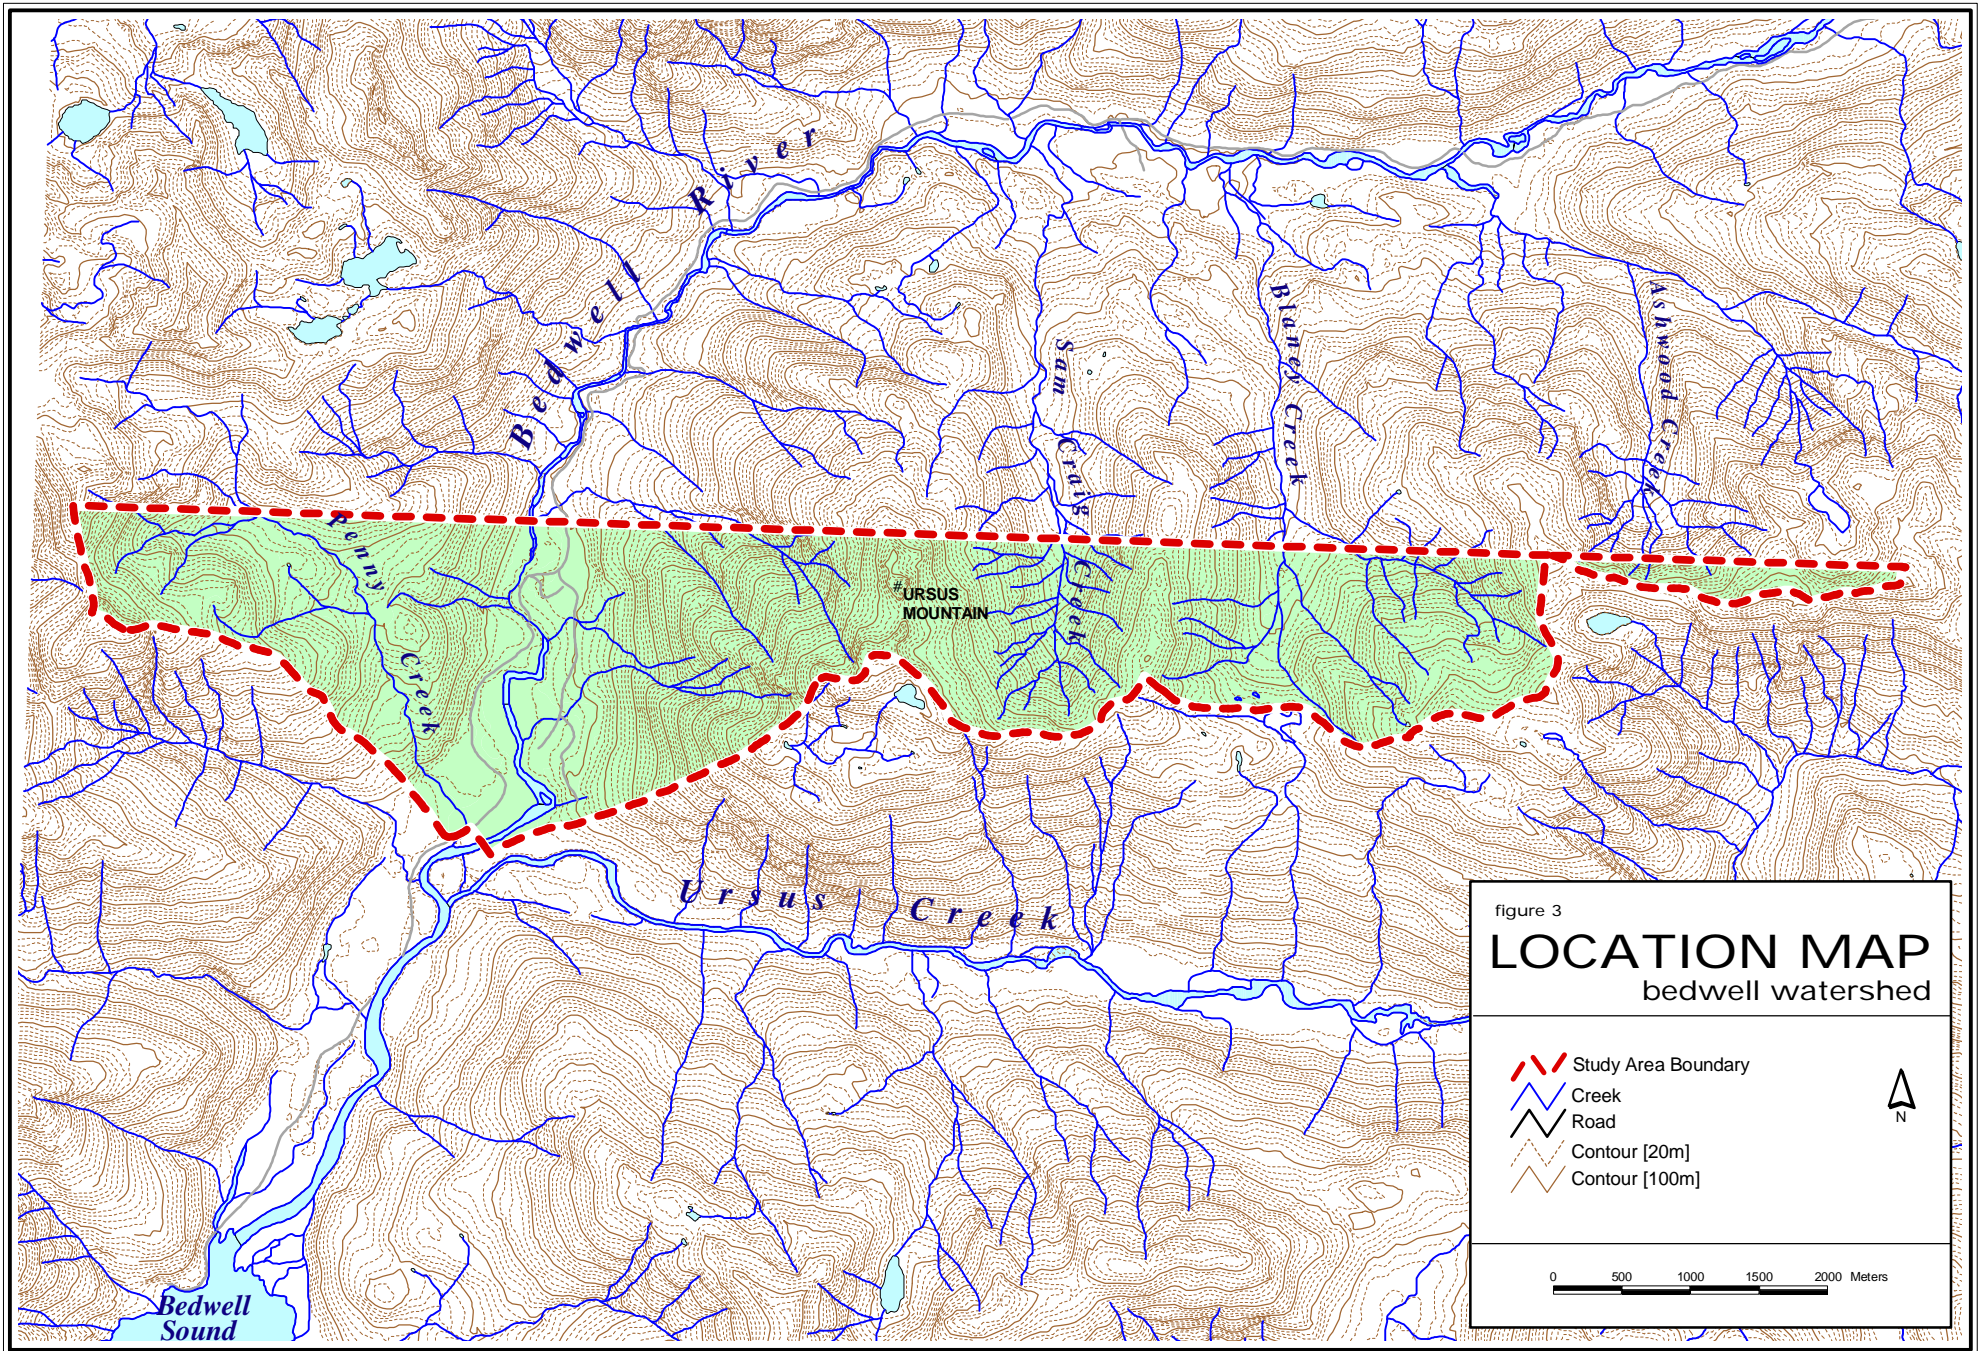 Bedwell River
Sam Craig Creek
Blaney Creek
Ashwood Creek
Penny Creek
#
URSUS
MOUNTAIN
Ursus Creek
Bedwell
Sound
figure 3
LOCATION MAP
bedwell watershed
Study Area Boundary
Creek
Road
Contour [20m]
Contour [100m]
N
0 500 1000 1500 2000 Meters